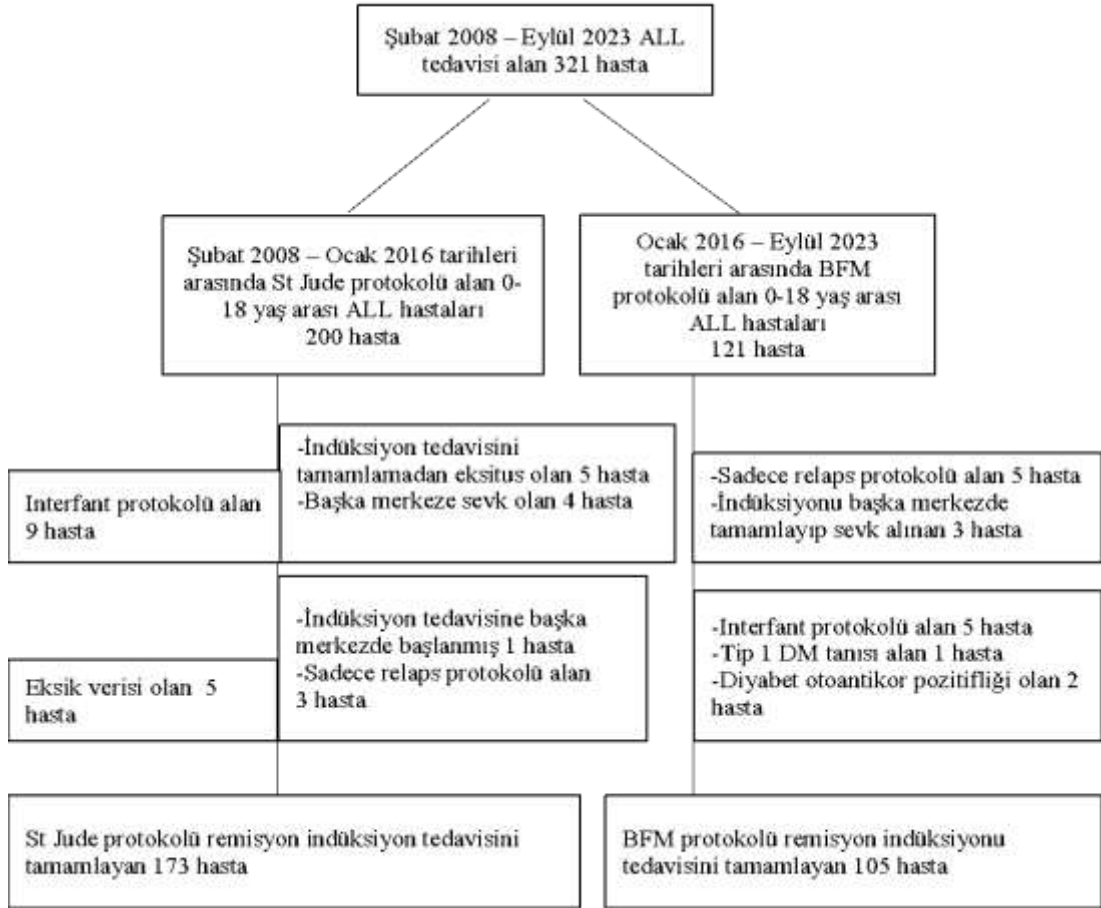 Şubat 2008 – Eylül 2023 ALL
tedavisi alan 321 hasta
Şubat 2008 – Ocak 2016 tarihleri
arasında St Jude protokolü alan 0-
18 yaş arası ALL hastaları
200 hasta
Ocak 2016 – Eylül 2023
tarihleri arasında BFM
protokolü alan 0-18 yaş arası
ALL hastaları
121 hasta
Interfant protokolü alan
9 hasta
-İndüksiyon tedavisini
tamamlamadan eksitus olan 5 hasta
-Başka merkeze sevk olan 4 hasta
-Sadece relaps protokolü alan 5 hasta
-İndüksiyonu başka merkezde
tamamlayıp sevk alınan 3 hasta
Eksik verisi olan 5
hasta
-İndüksiyon tedavisine başka
merkezde başlanmış 1 hasta
-Sadece relaps protokolü alan
3 hasta
-Interfant protokolü alan 5 hasta
-Tip 1 DM tanısı alan 1 hasta
-Diyabet otoantikor pozitifliği olan 2
hasta
St Jude protokolü remisyon indüksiyon tedavisini
tamamlayan 173 hasta
BFM protokolü remisyon indüksiyonu
tedavisini tamamlayan 105 hasta